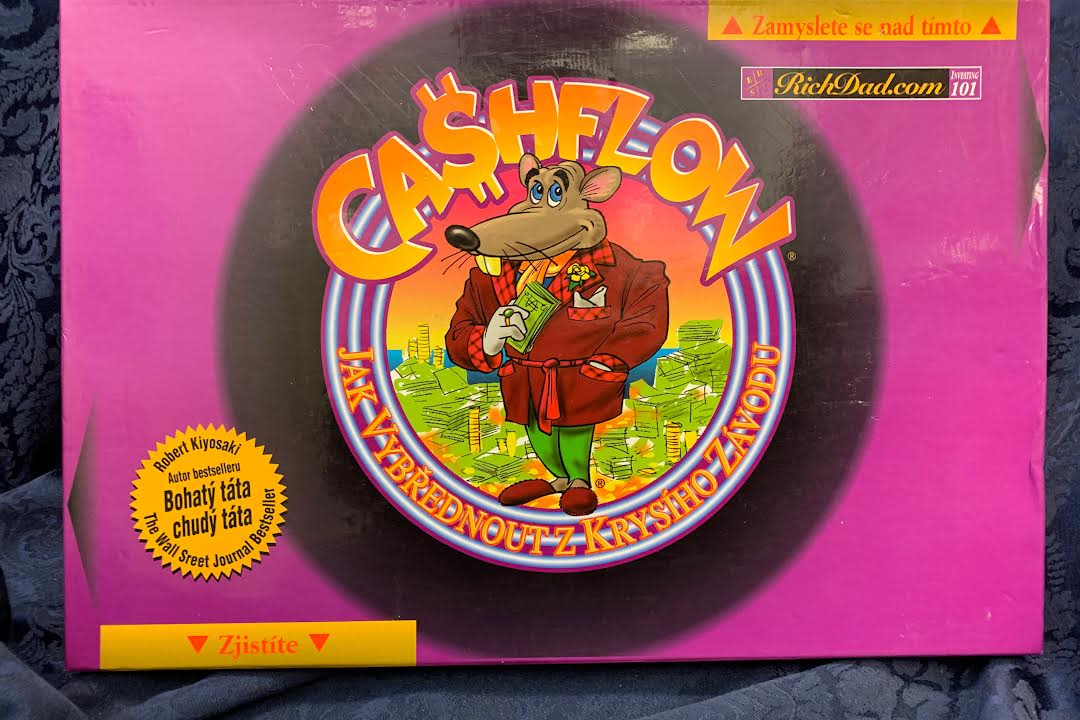 ▲ Zamyslete se nad tímto ▲
E B S
RichDad.com
INVESTING
101
CA$HFLOW
®
JAK VYBŘEDNOUT Z KRYSÍHO ZÁVODU
®
Robert Kiyosaki
Autor bestselleru
Bohatý táta
chudý táta
The Wall Sreet Journal Bestseller
▼ Zjistíte ▼